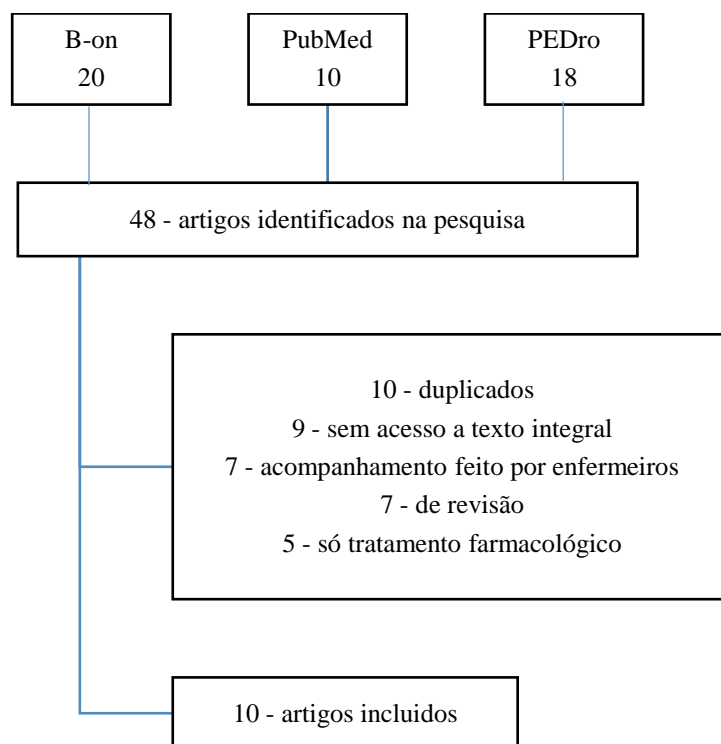 B-on
20
PubMed
10
PEDro
18
48 - artigos identificados na pesquisa
10 - duplicados
9 - sem acesso a texto integral
7 - acompanhamento feito por enfermeiros
7 - de revisão
5 - só tratamento farmacológico
10 - artigos incluidos